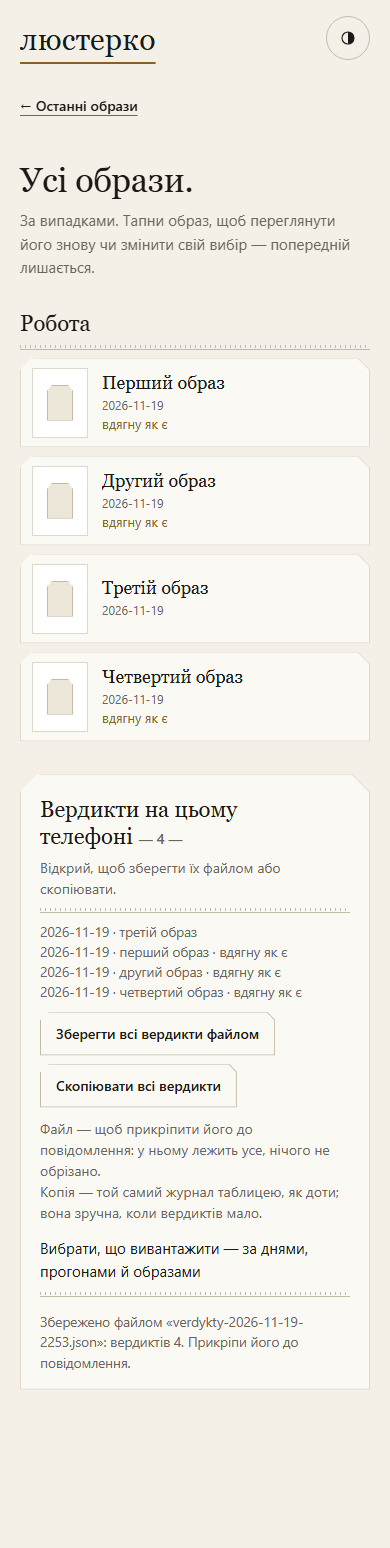 люстерко
← Останні образи
Усі образи.
За випадками. Тапни образ, щоб переглянути
його знову чи змінити свій вибір — попередній
лишається.
Робота
Перший образ
2026-11-19
вдягну як є
Другий образ
2026-11-19
вдягну як є
Третій образ
2026-11-19
Четвертий образ
2026-11-19
вдягну як є
Вердикти на цьому
телефоні — 4 —
Відкрий, щоб зберегти їх файлом або
скопіювати.
2026-11-19 · третій образ
2026-11-19 · перший образ · вдягну як є
2026-11-19 · другий образ · вдягну як є
2026-11-19 · четвертий образ · вдягну як є
Зберегти всі вердикти файлом
Скопіювати всі вердикти
Файл — щоб прикріпити його до
повідомлення: у ньому лежить усе, нічого не
обрізано.
Копія — той самий журнал таблицею, як доти;
вона зручна, коли вердиктів мало.
Вибрати, що вивантажити — за днями,
прогонами й образами
Збережено файлом «verdykty-2026-11-19-
2253.json»: вердиктів 4. Прикріпи його до
повідомлення.